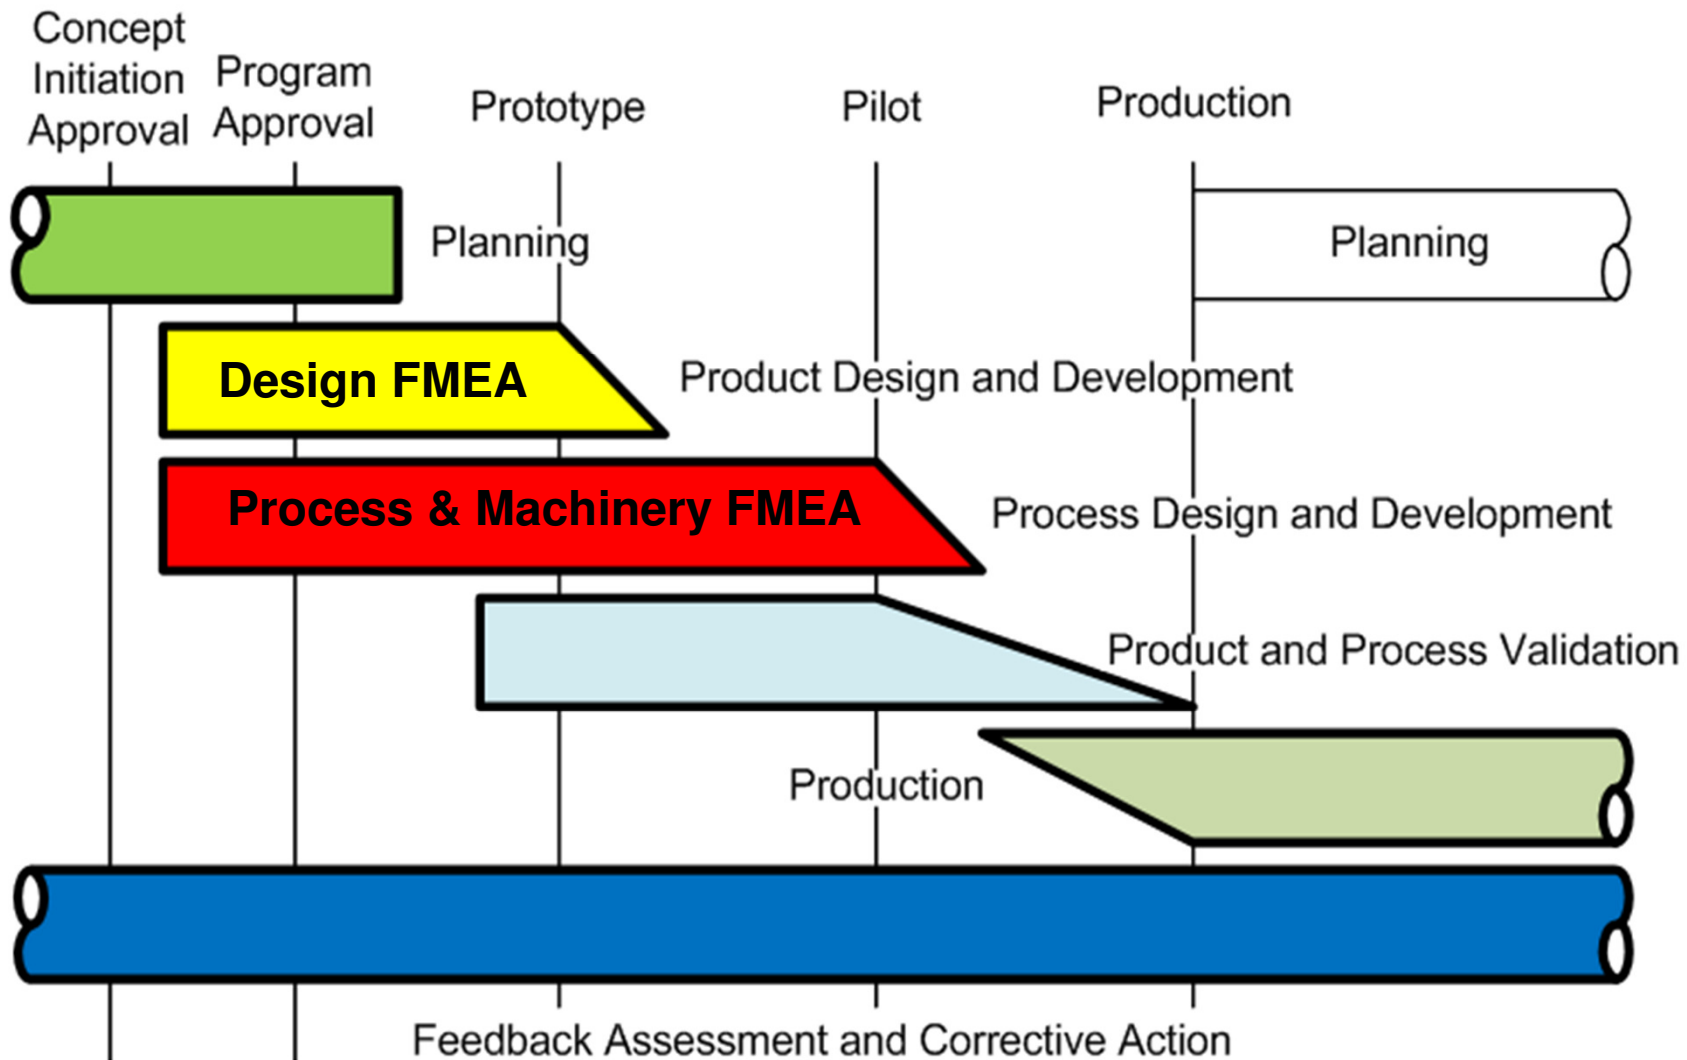 Concept
Initiation
Approval
Program
Approval
Prototype
Pilot
Production
Planning
Planning
Design FMEA
Product Design and Development
Process & Machinery FMEA
Process Design and Development
Product and Process Validation
Production
Feedback Assessment and Corrective Action